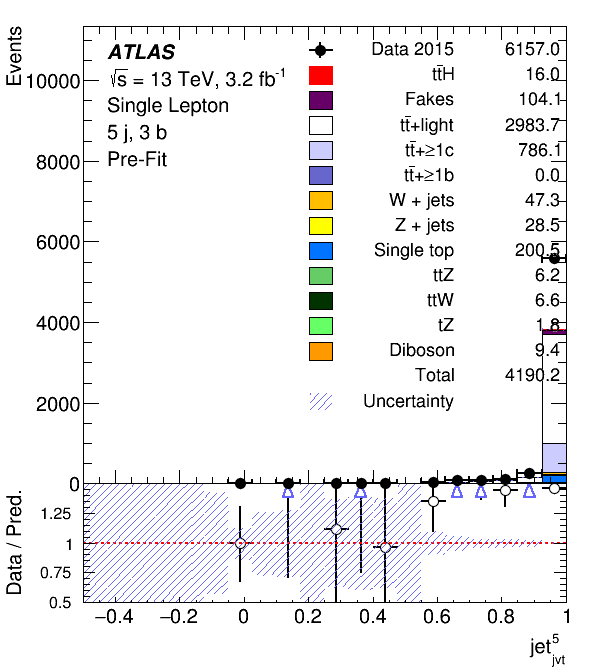 Events
10000
8000
6000
4000
2000
0
ATLAS
√s = 13 TeV, 3.2 fb⁻¹
Single Lepton
5 j, 3 b
Pre-Fit
Data 2015 6157.0
tt̄H 16.0
Fakes 104.1
tt̄+light 2983.7
tt̄+≥1c 786.1
tt̄+≥1b 0.0
W + jets 47.3
Z + jets 28.5
Single top 200.5
ttZ 6.2
ttW 6.6
tZ 1.8
Diboson 9.4
Total 4190.2
Uncertainty
Data / Pred.
1.25
1
0.75
0.5
−0.4 −0.2 0 0.2 0.4 0.6 0.8 1
jet⁵jvt